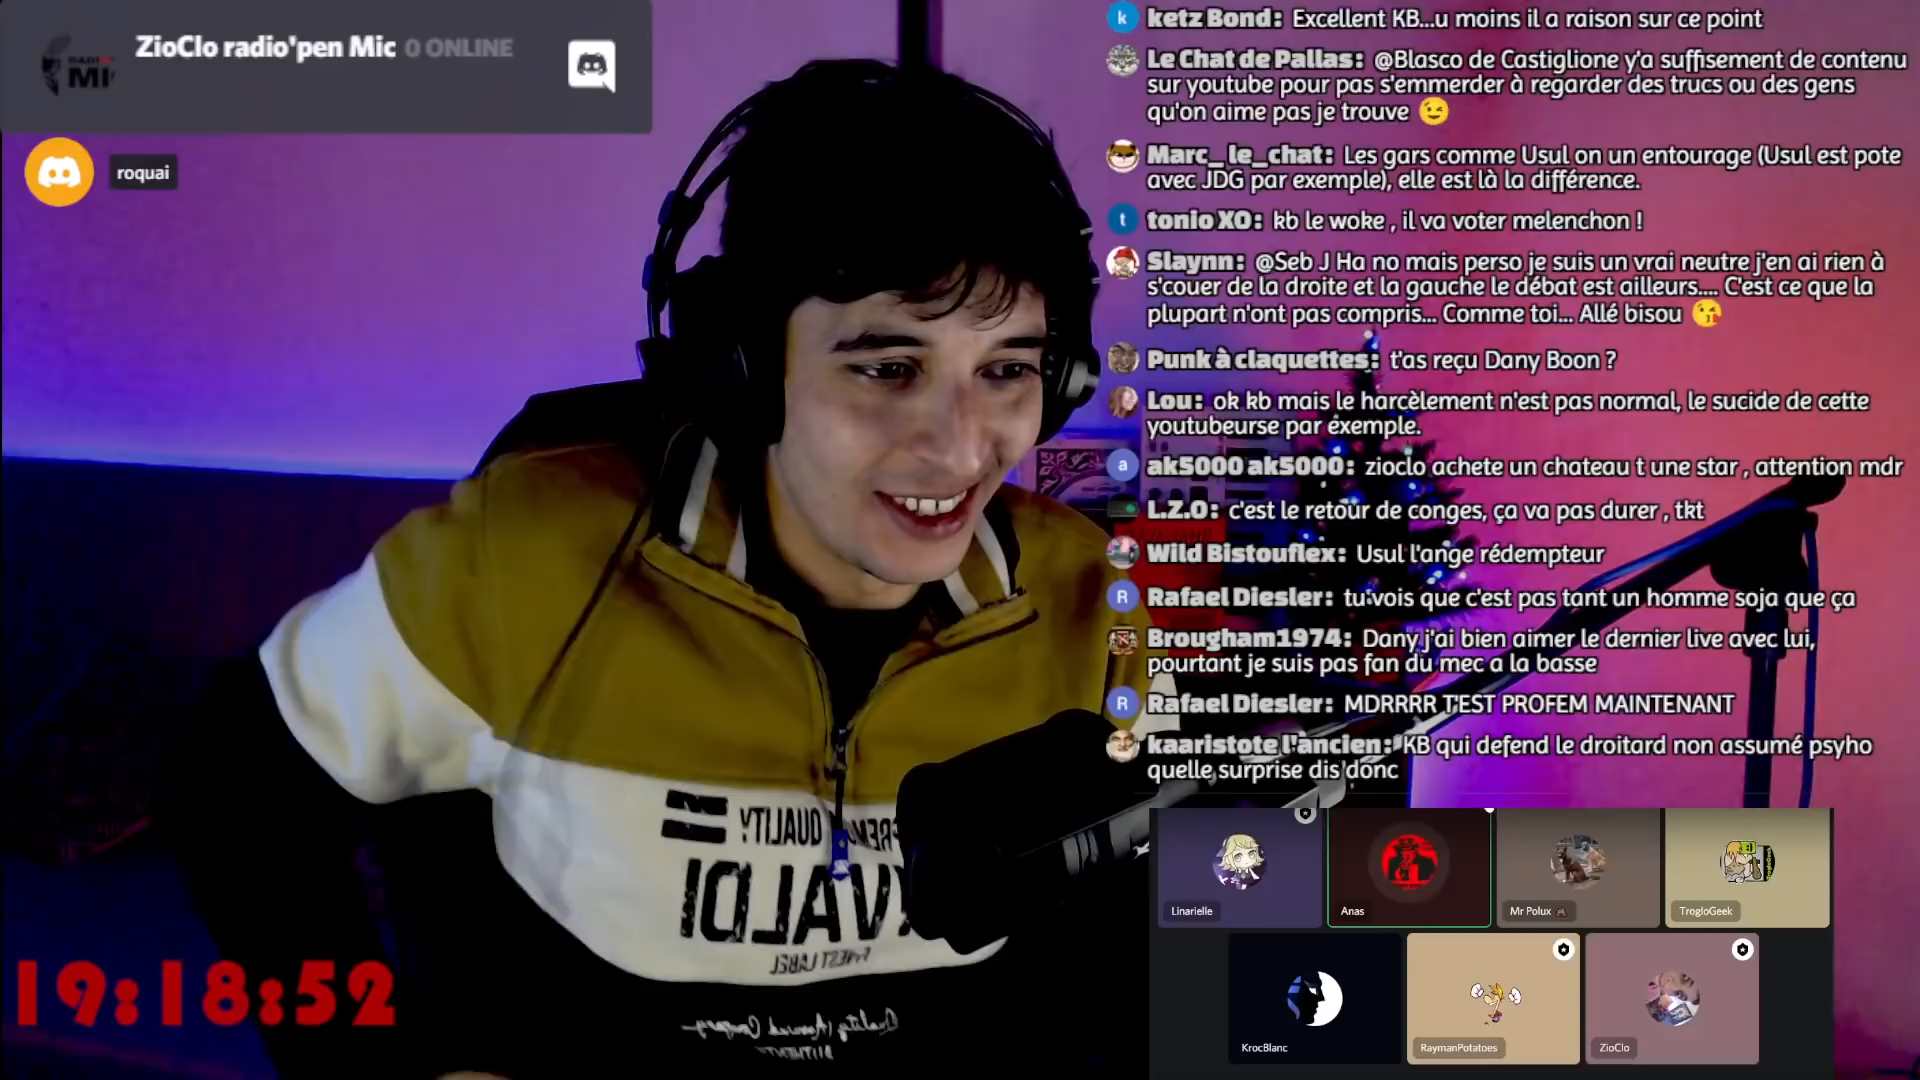 ZioClo radio'pen Mic 0 ONLINE
MI
roquai
ketz Bond: Excellent KB...u moins il a raison sur ce point
Le Chat de Pallas: @Blasco de Castiglione y'a suffisement de contenu
sur youtube pour pas s'emmerder à regarder des trucs ou des gens
qu'on aime pas je trouve 😉
Marc_le_chat: Les gars comme Usul on un entourage (Usul est pote
avec JDG par exemple), elle est là la différence.
t tonio XO: kb le woke , il va voter melenchon !
Slaynn: @Seb J Ha no mais perso je suis un vrai neutre j'en ai rien à
s'couer de la droite et la gauche le débat est ailleurs.... C'est ce que la
plupart n'ont pas compris... Comme toi... Allé bisou 😘
Punk à claquettes: t'as reçu Dany Boon ?
Lou: ok kb mais le harcèlement n'est pas normal, le sucide de cette
youtubeurse par éxemple.
a ak5000 ak5000: zioclo achete un chateau t une star , attention mdr
L.Z.O: c'est le retour de conges, ça va pas durer , tkt
Wild Bistouflex: Usul l'ange rédempteur
R Rafael Diesler: tu vois que c'est pas tant un homme soja que ça
Brougham1974: Dany j'ai bien aimer le dernier live avec lui,
pourtant je suis pas fan du mec a la basse
R Rafael Diesler: MDRRRR T'EST PROFEM MAINTENANT
kaaristote l'ancien: KB qui defend le droitard non assumé psyho
quelle surprise dis donc
QUALITY
VALDI
FINEST LABEL
19:18:52
Linarielle
Anas
Mr Polux
TrogloGeek
KrocBlanc
RaymanPotatoes
ZioClo